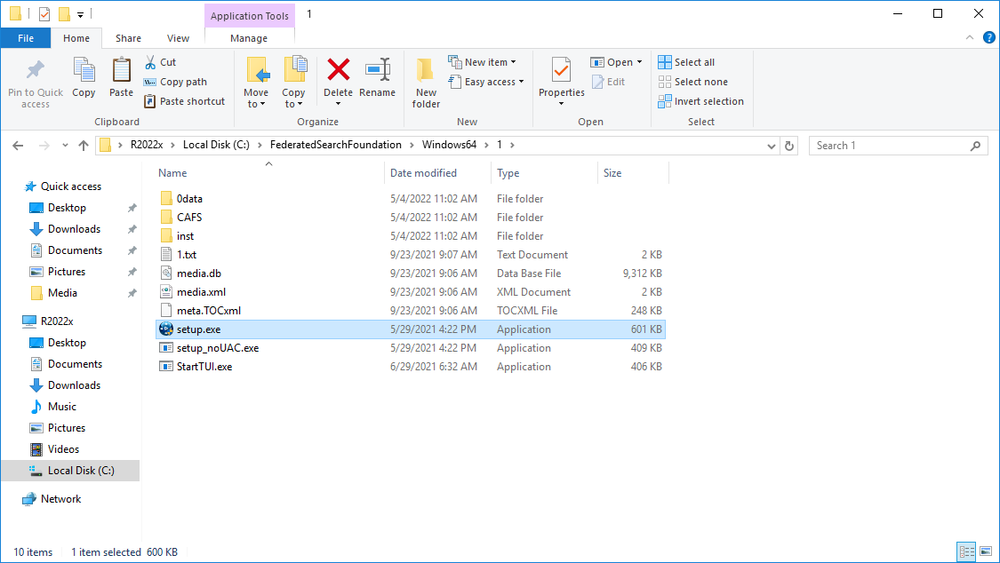 Application Tools 1
File Home Share View Manage
Pin to Quick access
Copy
Paste
Cut
Copy path
Paste shortcut
Clipboard
Move to
Copy to
Delete
Rename
Organize
New folder
New item
Easy access
New
Properties
Open
Edit
Open
Select all
Select none
Invert selection
Select
R2022x Local Disk (C:) FederatedSearchFoundation Windows64 1
Search 1
Quick access
Desktop
Downloads
Documents
Pictures
Media
R2022x
Desktop
Documents
Downloads
Music
Pictures
Videos
Local Disk (C:)
Network
Name Date modified Type Size
0data 5/4/2022 11:02 AM File folder
CAFS 5/4/2022 11:02 AM File folder
inst 5/4/2022 11:02 AM File folder
1.txt 9/23/2021 9:07 AM Text Document 2 KB
media.db 9/23/2021 9:06 AM Data Base File 9,312 KB
media.xml 9/23/2021 9:06 AM XML Document 2 KB
meta.TOCxml 9/23/2021 9:06 AM TOCXML File 248 KB
setup.exe 5/29/2021 4:22 PM Application 601 KB
setup_noUAC.exe 5/29/2021 4:22 PM Application 409 KB
StartTUI.exe 6/29/2021 6:32 AM Application 406 KB
10 items 1 item selected 600 KB